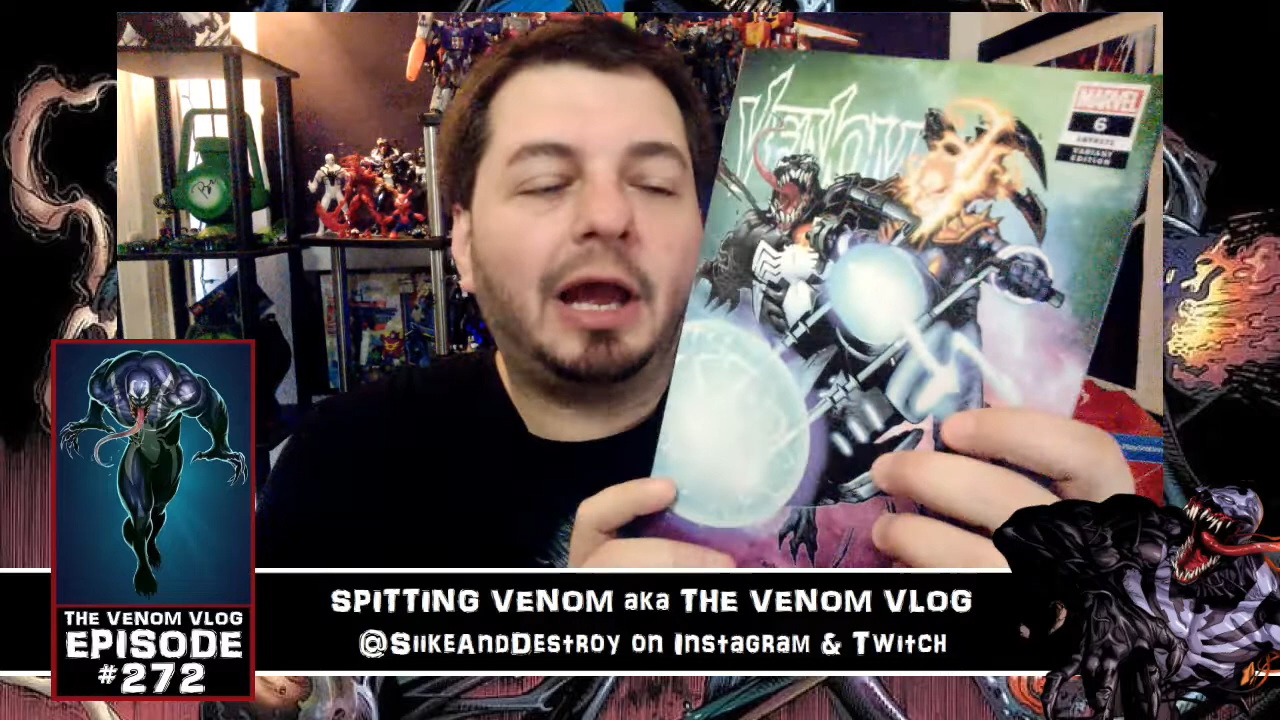 VENOM
MARVEL
6
VARIANT
EDITION
THE VENOM VLOG
EPISODE
#272
SPITTING VENOM aka THE VENOM VLOG
@SiikeAndDestroy on Instagram & Twitch